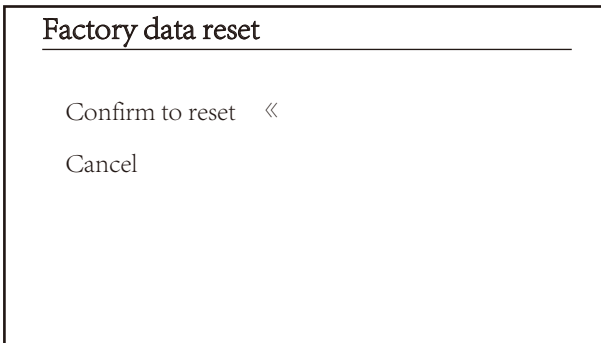 Factory data reset
Confirm to reset 《
Cancel